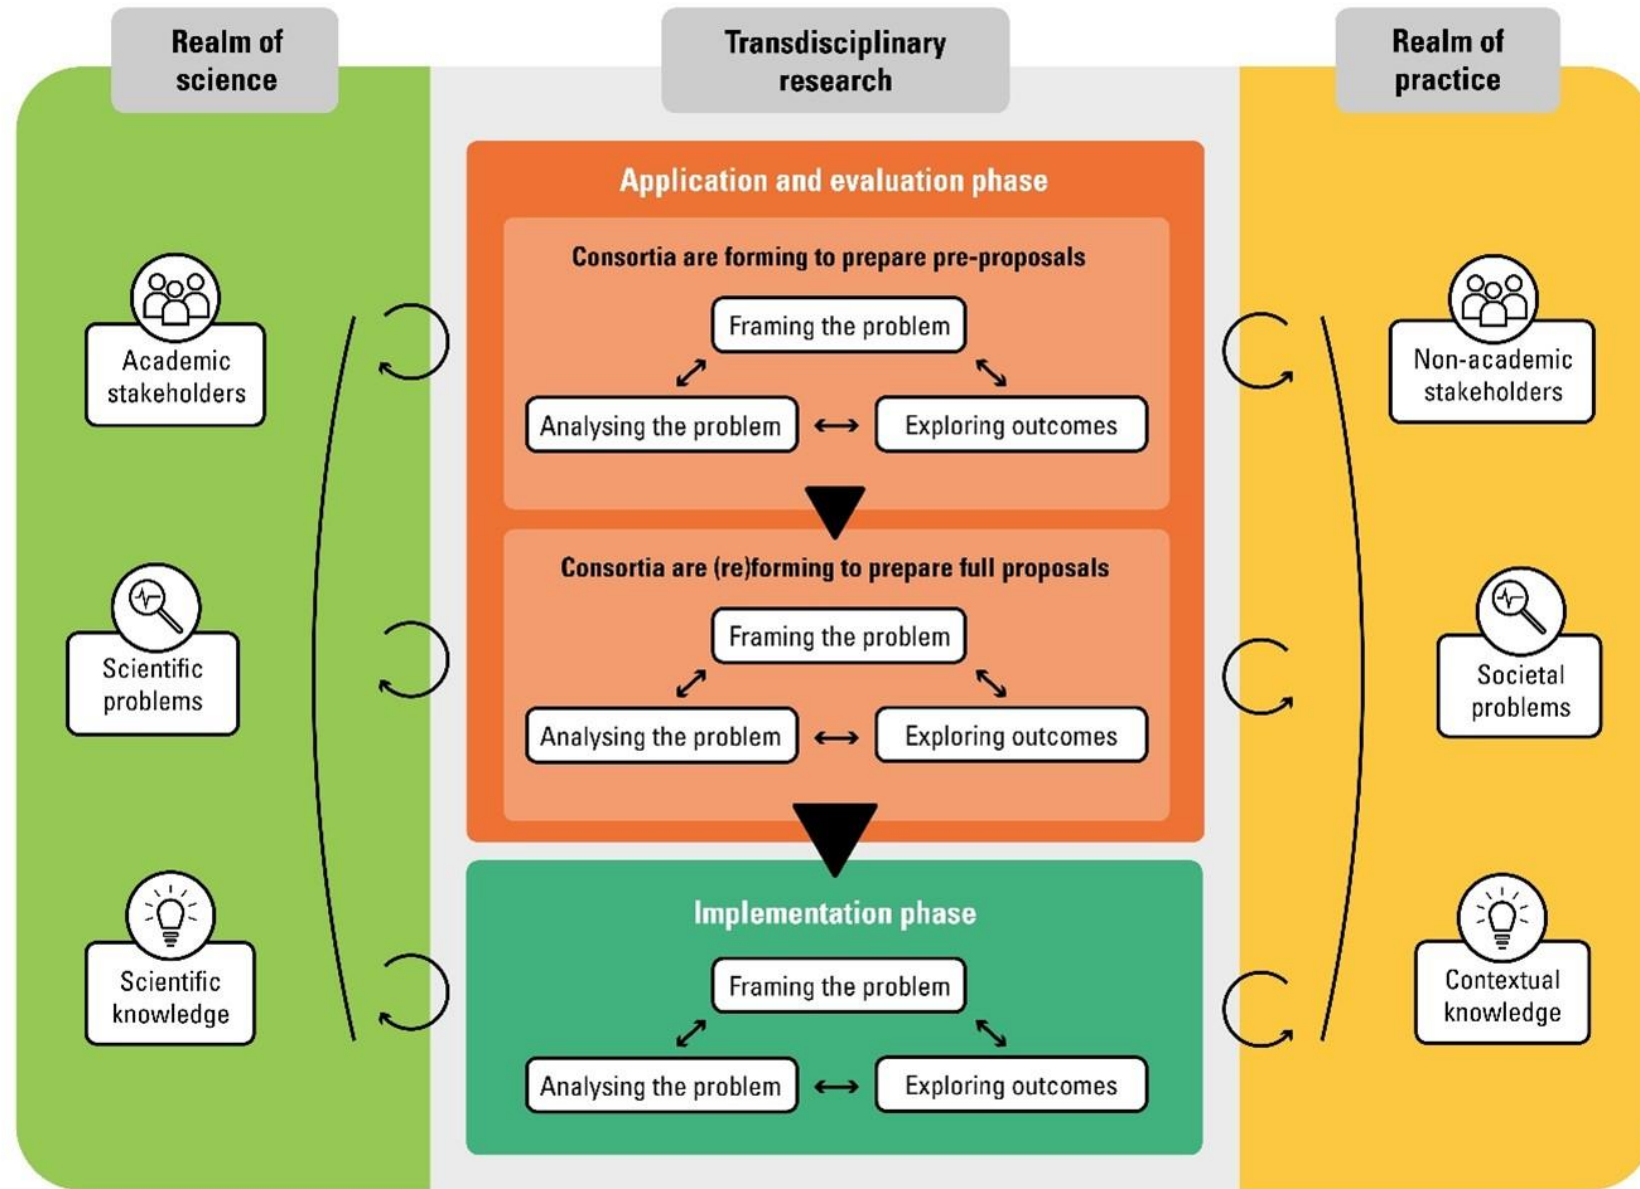 Realm of
science
Transdisciplinary
research
Realm of
practice
Application and evaluation phase
Consortia are forming to prepare pre-proposals
Framing the problem
Analysing the problem
Exploring outcomes
Consortia are (re)forming to prepare full proposals
Framing the problem
Analysing the problem
Exploring outcomes
Implementation phase
Framing the problem
Analysing the problem
Exploring outcomes
Academic
stakeholders
Scientific
problems
Scientific
knowledge
Non-academic
stakeholders
Societal
problems
Contextual
knowledge